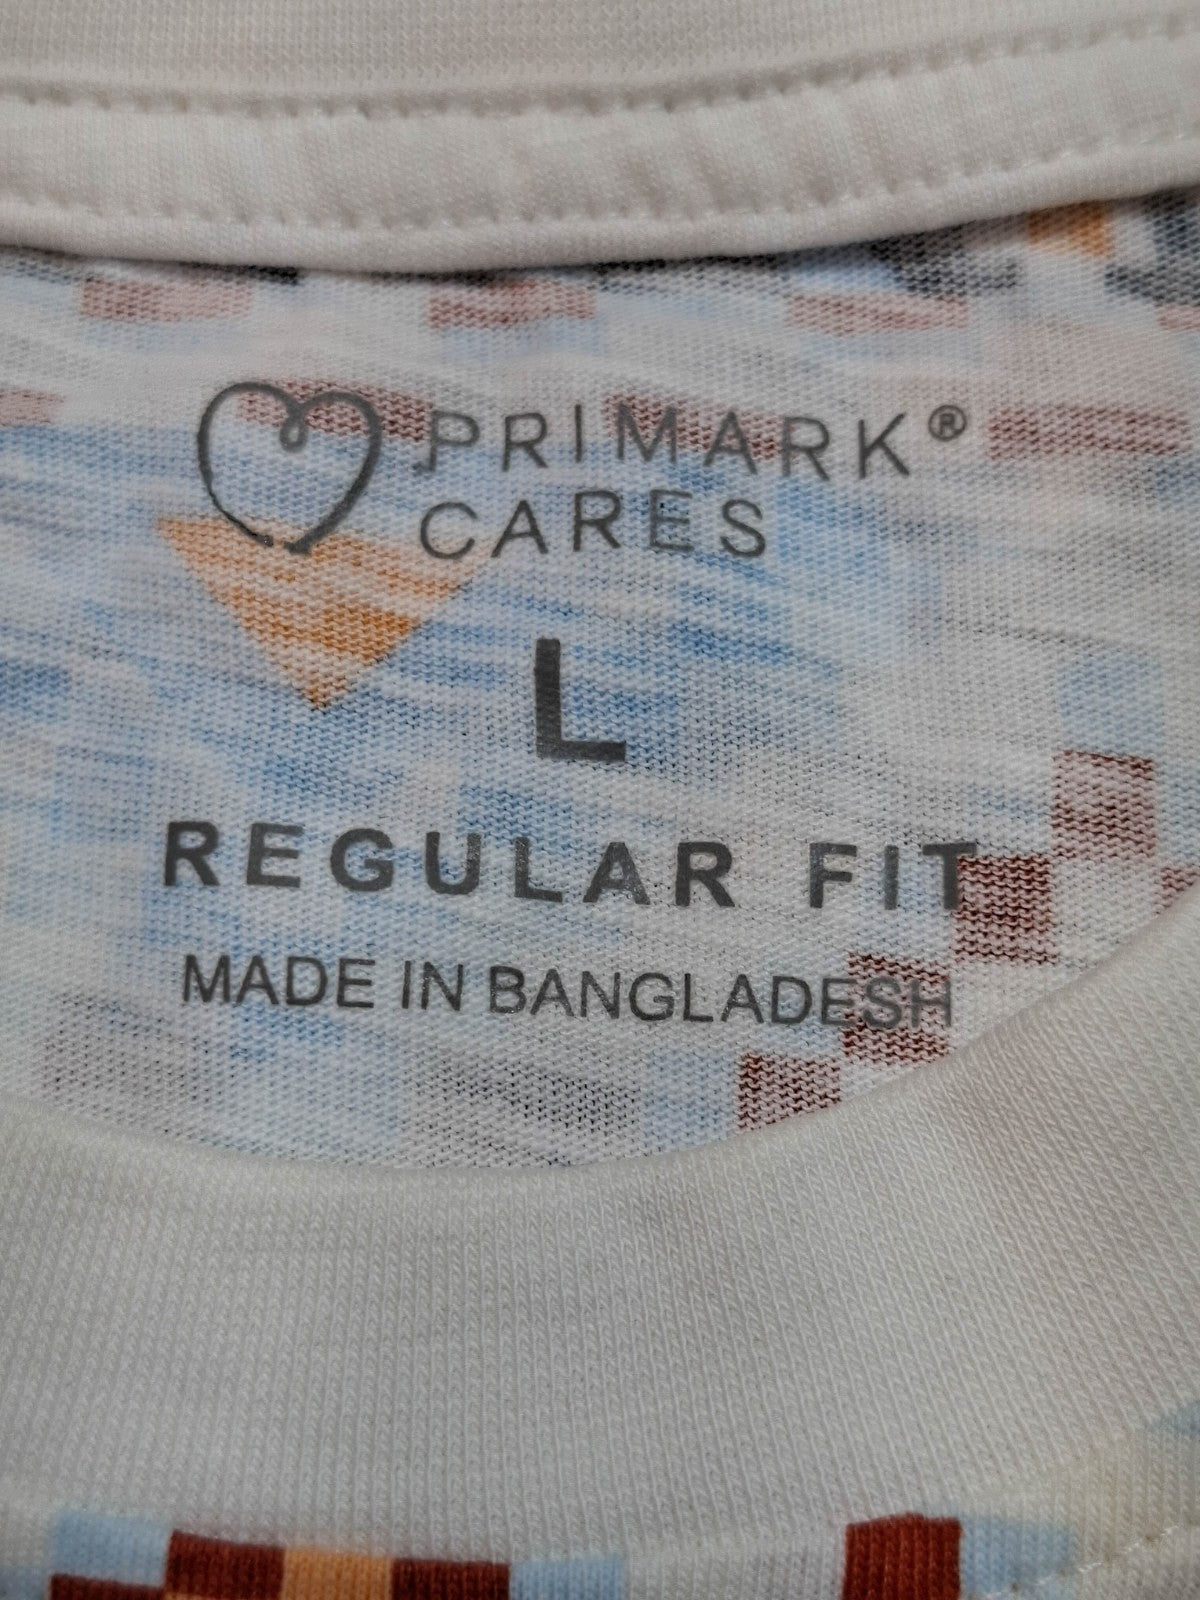 PRIMARK®
CARES
L
REGULAR FIT
MADE IN BANGLADESH